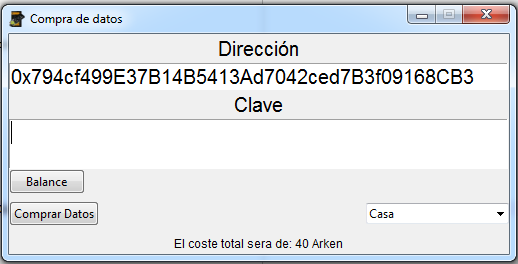 Compra de datos
Dirección
0x794cf499E37B14B5413Ad7042ced7B3f09168CB3
Clave
Balance
Comprar Datos
Casa
El coste total sera de: 40 Arken